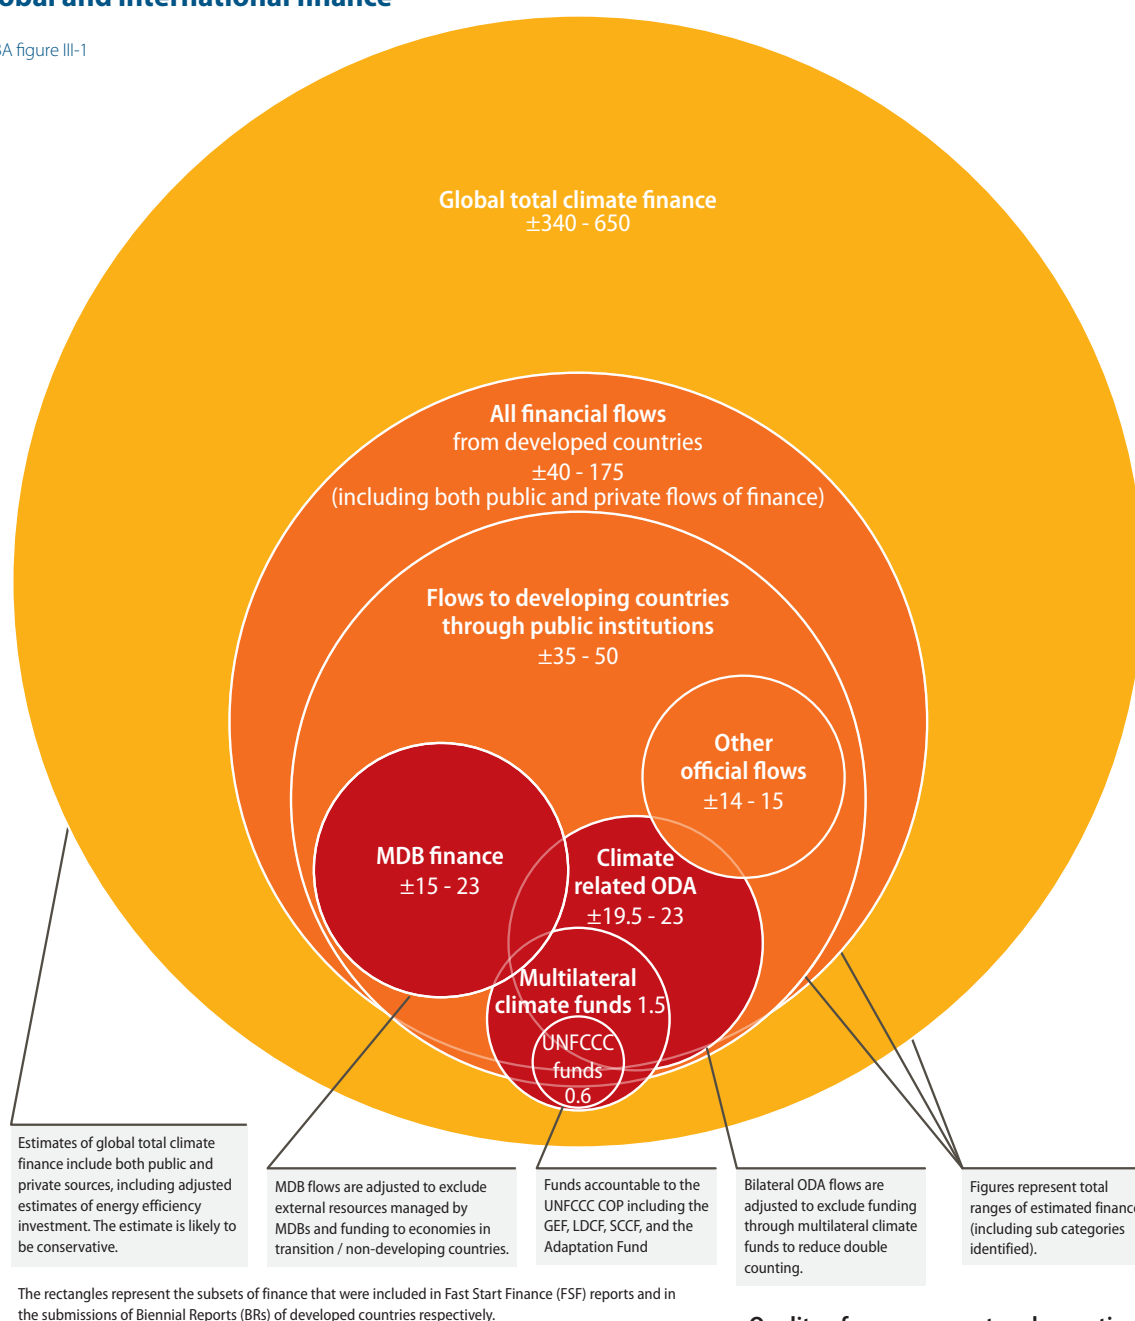 and international finance
figure III-1
Global total climate finance
±340 - 650
All financial flows
from developed countries
±40 - 175
(including both public and private flows of finance)
Flows to developing countries
through public institutions
±35 - 50
Other
official flows
±14 - 15
MDB finance
±15 - 23
Climate
related ODA
±19.5 - 23
Multilateral
climate funds 1.5
UNFCCC
funds
0.6
Estimates of global total climate
finance include both public and
private sources, including adjusted
estimates of energy efficiency
investment. The estimate is likely to
be conservative.
MDB flows are adjusted to exclude
external resources managed by
MDBs and funding to economies in
transition / non-developing countries.
Funds accountable to the
UNFCCC COP including the
GEF, LDCF, SCCF, and the
Adaptation Fund
Bilateral ODA flows are
adjusted to exclude funding
through multilateral climate
funds to reduce double
counting.
Figures represent total
ranges of estimated finance
(including sub categories
identified).
The rectangles represent the subsets of finance that were included in Fast Start Finance (FSF) reports and in
the submissions of Biennial Reports (BRs) of developed countries respectively.